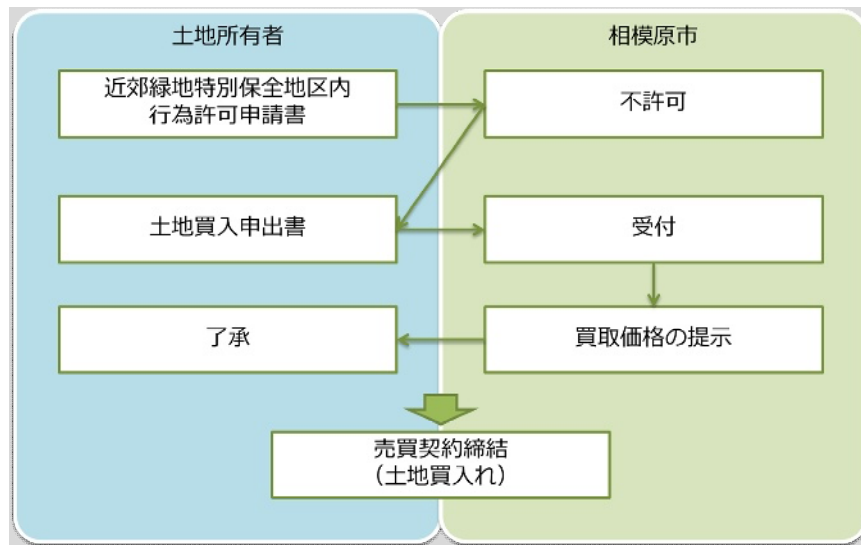 土地所有者
相模原市
近郊緑地特別保全地区内
行為許可申請書
不許可
土地買入申出書
受付
了承
買取価格の提示
売買契約締結
（土地買入れ）